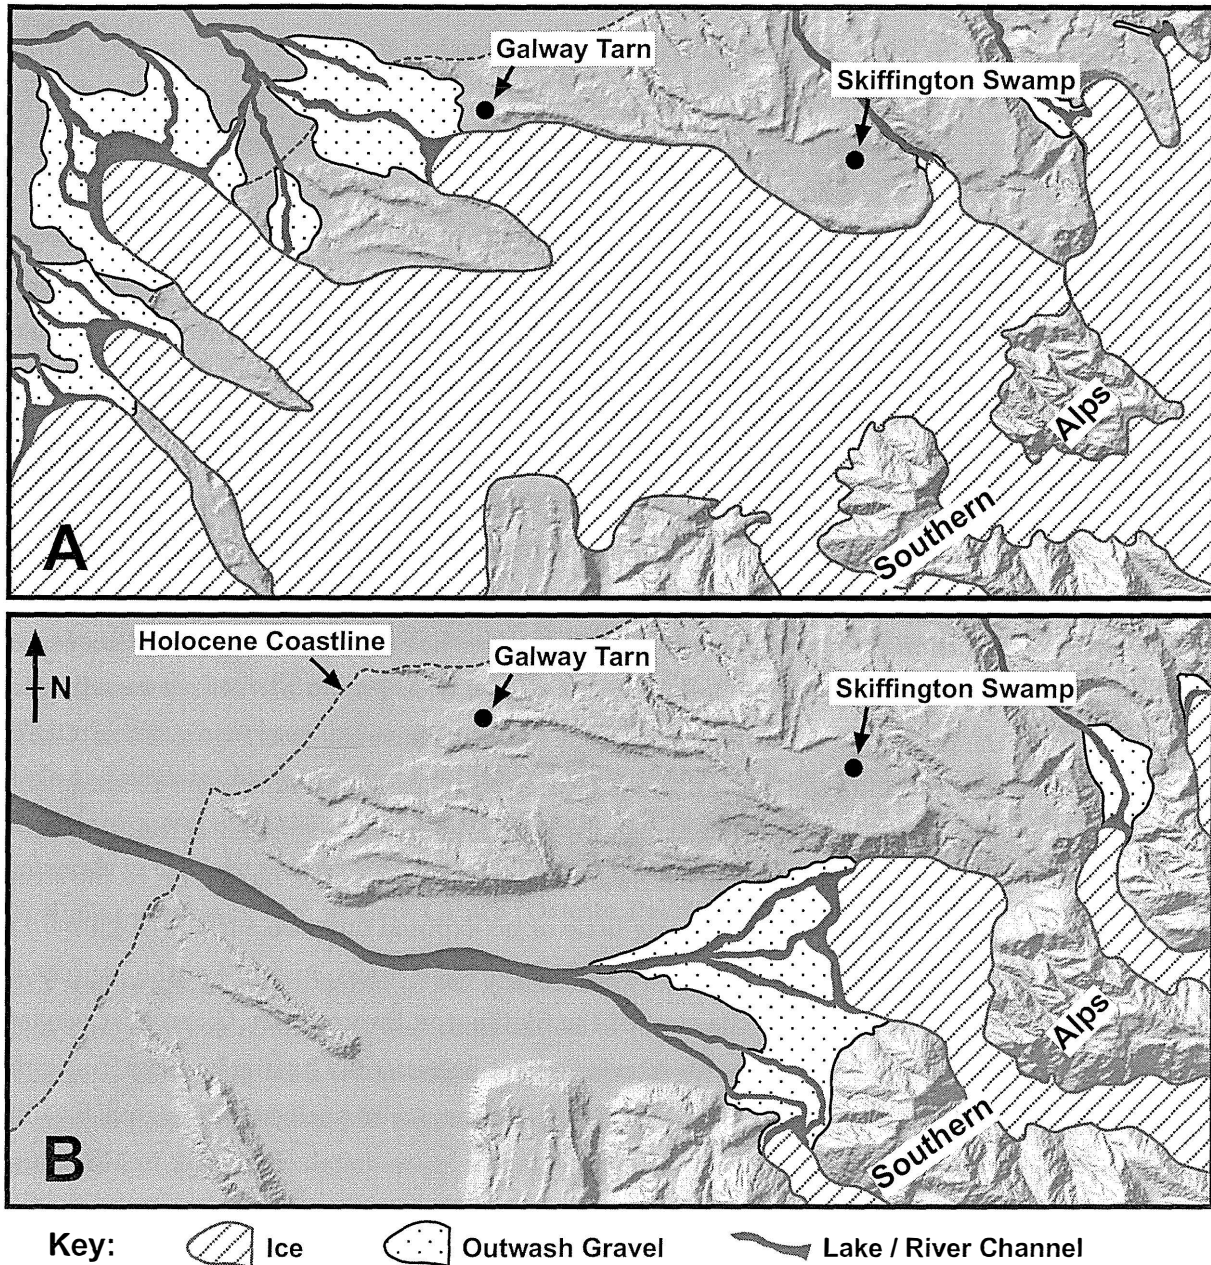 Galway Tarn
Skiffington Swamp
Alps
Southern
A
Holocene Coastline
Galway Tarn
Skiffington Swamp
N
Alps
Southern
B
Key: Ice Outwash Gravel Lake / River Channel